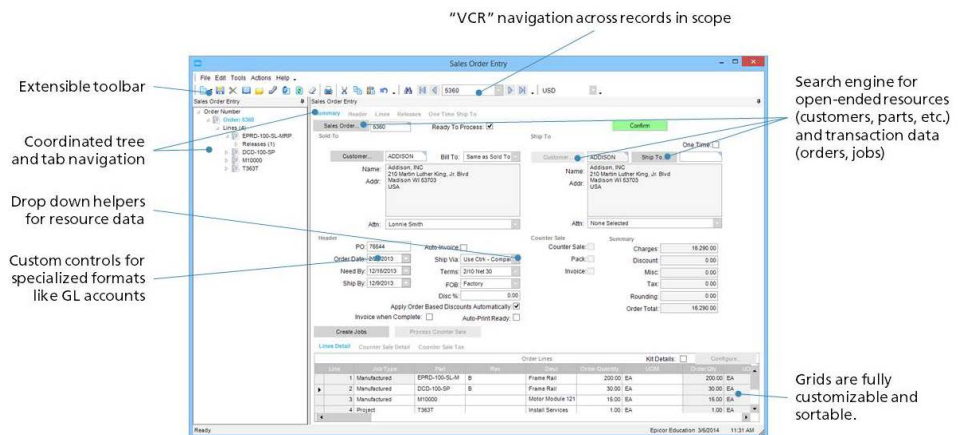 “VCR” navigation across records in scope
Extensible toolbar
Coordinated tree
and tab navigation
Drop down helpers
for resource data
Custom controls for
specialized formats
like GL accounts
Search engine for
open-ended resources
(customers, parts, etc.)
and transaction data
(orders, jobs)
Grids are fully
customizable and
sortable.
Sales Order Entry
File Edit Tools Actions Help
5360 USD
Sales Order Entry
Order Number
Order: 5360
Lines (4)
EPRD-100-SL-MRP
Releases (1)
DCD-100-SP
M10000
T363T
Sales Order Entry
Summary Header Lines Releases One Time Ship To
Sales Order... 5360 Ready To Process: Confirm
Sold To Ship To
One Time:
Customer... ADDISON Bill To: Same as Sold To Customer... ADDISON Ship To...
Name: Addison, INC
Addr: 210 Martin Luther King, Jr. Blvd
Madison WI 53703
USA
Name: Addison, INC
Addr: 210 Martin Luther King, Jr. Blvd
Madison WI 53703
USA
Attn: Lonnie Smith Attn: None Selected
Header Counter Sale Summary
PO: 76544 Auto Invoice: Counter Sale: Charges: 16.290.00
Order Date: Ship Via: Use Ctrk - Compa Pack: Discount: 0.00
Need By: 12/16/2013 Terms: 2/10 Net 30 Invoice: Misc: 0.00
Ship By: 12/9/2013 FOB: Factory Tax: 0.00
Disc %: 0.00 Rounding: 0.00
Apply Order Based Discounts Automatically: Order Total: 16.290.00
Invoice when Complete: Auto-Print Ready:
Create Jobs Process Counter Sale
Lines Detail Counter Sale Detail Counter Sale Tax
Order Lines Kit Details: Configure...
Line Job Type Part Rev Desc Order Quantity UOM Order Qty
1 Manufactured EPRD-100-SL-M B Frame Rail 200.00 EA 200.00 EA
2 Manufactured DCD-100-SP B Frame Rail 30.00 EA 30.00 EA
3 Manufactured M10000 Motor Module 121 15.00 EA 15.00 EA
4 Project T363T Install Services 1.00 EA 1.00 EA
Ready Epicor Education 3/6/2014 11:31 AM